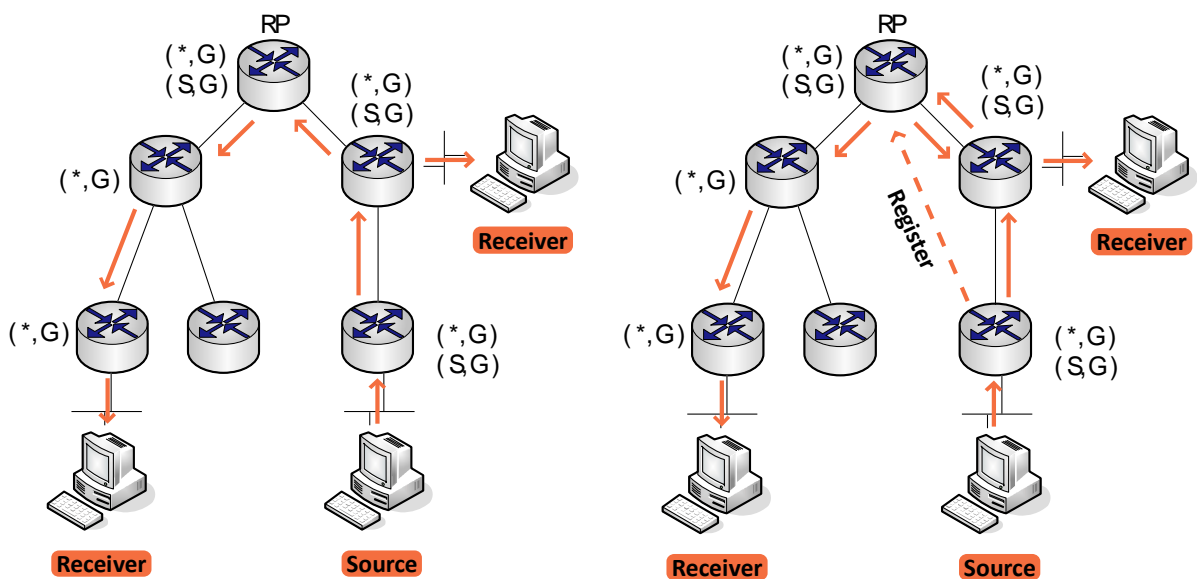 RP
(*,G)
(S,G)
(*,G)
(S,G)
(*,G)
Receiver
(*,G)
(*,G)
(S,G)
Receiver
Source
RP
(*,G)
(S,G)
(*,G)
(S,G)
(*,G)
Register
Receiver
(*,G)
(*,G)
(S,G)
Receiver
Source